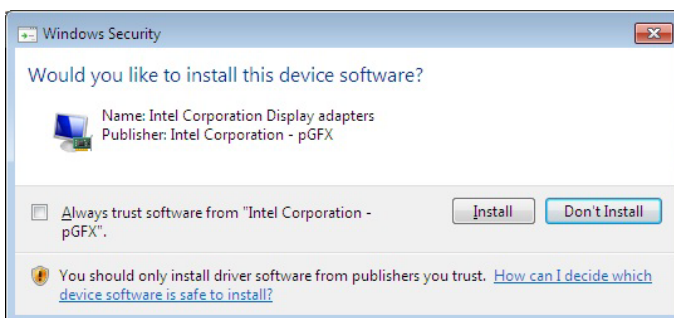 Windows Security
Would you like to install this device software?
Name: Intel Corporation Display adapters
Publisher: Intel Corporation - pGFX
Always trust software from "Intel Corporation -
pGFX".
Install
Don't Install
You should only install driver software from publishers you trust. How can I decide which
device software is safe to install?